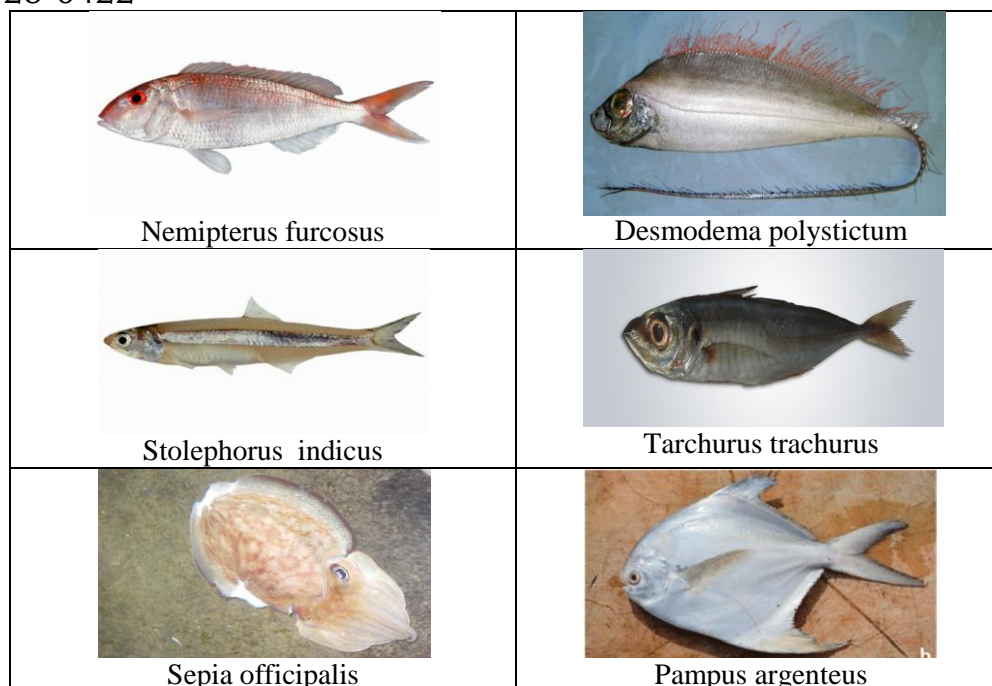 Nemipterus furcosus
Desmodema polystictum
Stolephorus indicus
Tarchurus trachurus
Sepia officipalis
Pampus argenteus